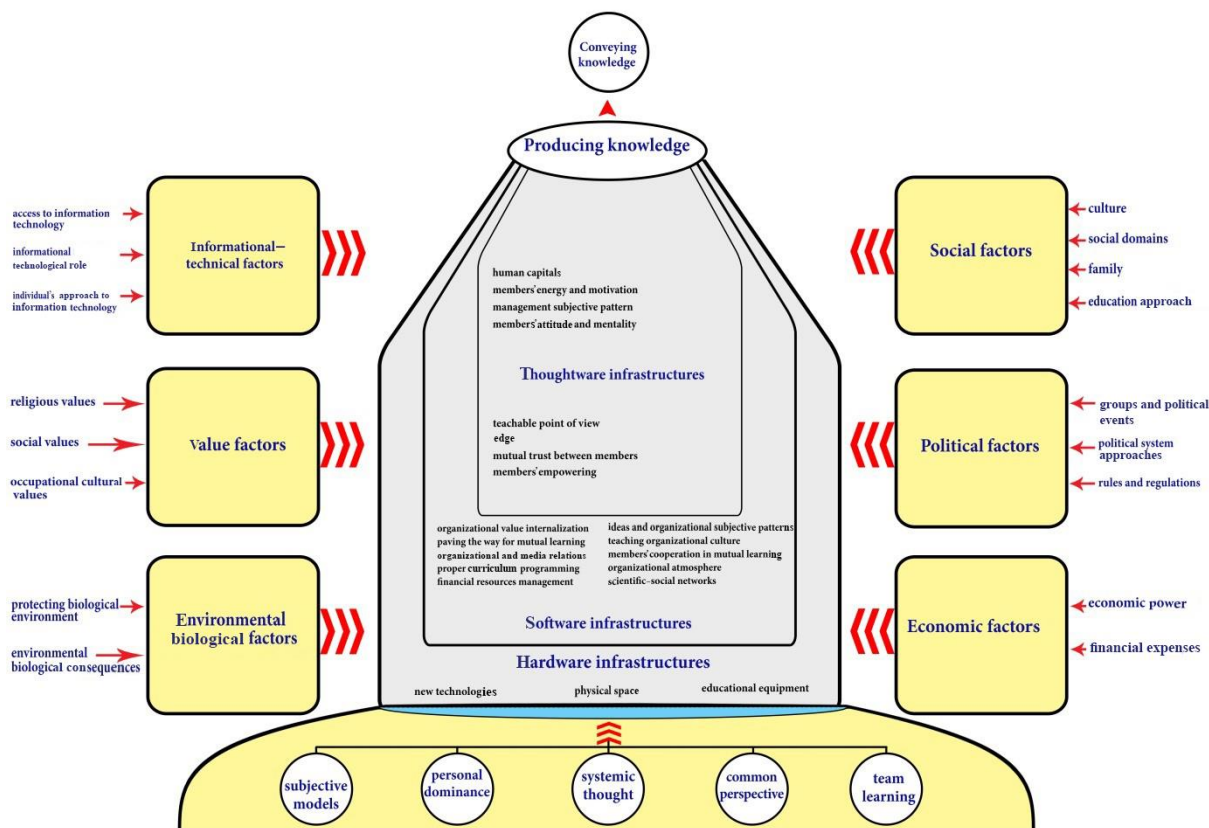 Conveying
knowledge
Producing knowledge
access to information
technology
informational
technological role
individual's approach to
information technology
Informational–
technical factors
religious values
social values
occupational cultural
values
Value factors
protecting biological
environment
environmental
biological consequences
Environmental
biological factors
human capitals
members' energy and motivation
management subjective pattern
members' attitude and mentality
Thoughtware infrastructures
teachable point of view
edge
mutual trust between members
members' empowering
organizational value internalization
paving the way for mutual learning
organizational and media relations
proper curriculum programming
financial resources management
ideas and organizational subjective patterns
teaching organizational culture
members' cooperation in mutual learning
organizational atmosphere
scientific–social networks
Software infrastructures
Hardware infrastructures
new technologies
physical space
educational equipment
Social factors
culture
social domains
family
education approach
Political factors
groups and political
events
political system
approaches
rules and regulations
Economic factors
economic power
financial expenses
subjective
models
personal
dominance
systemic
thought
common
perspective
team
learning